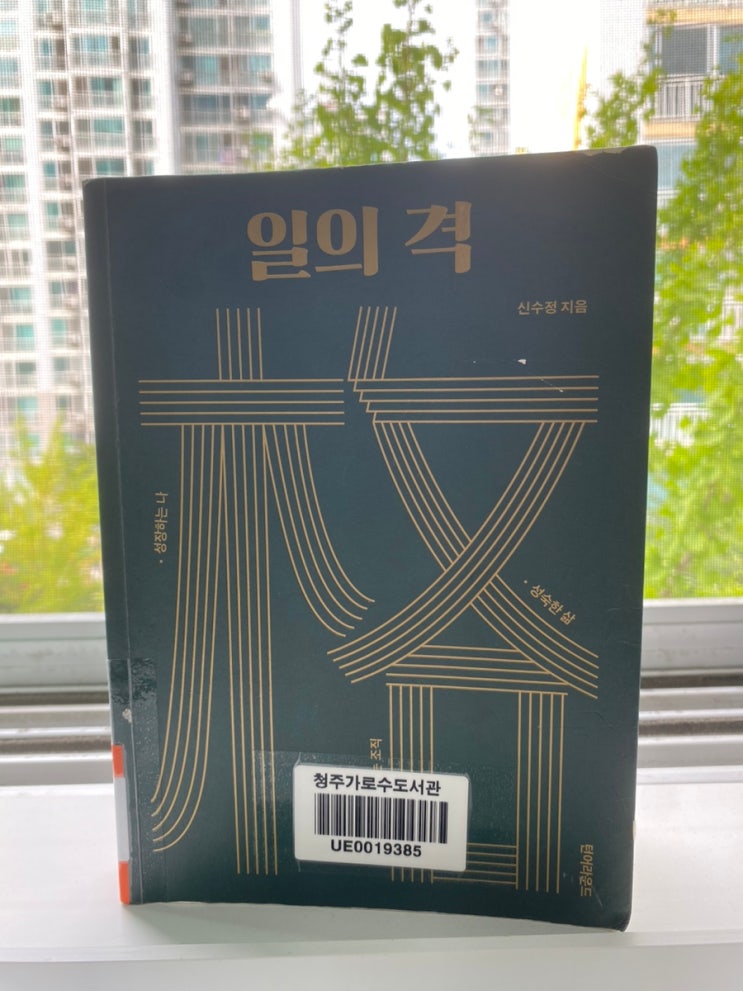 일의 격
신수정 지음
格
· 성장하는 나
· 성숙한 삶
조직
청주가로수도서관
UE0019385
턴어라운드